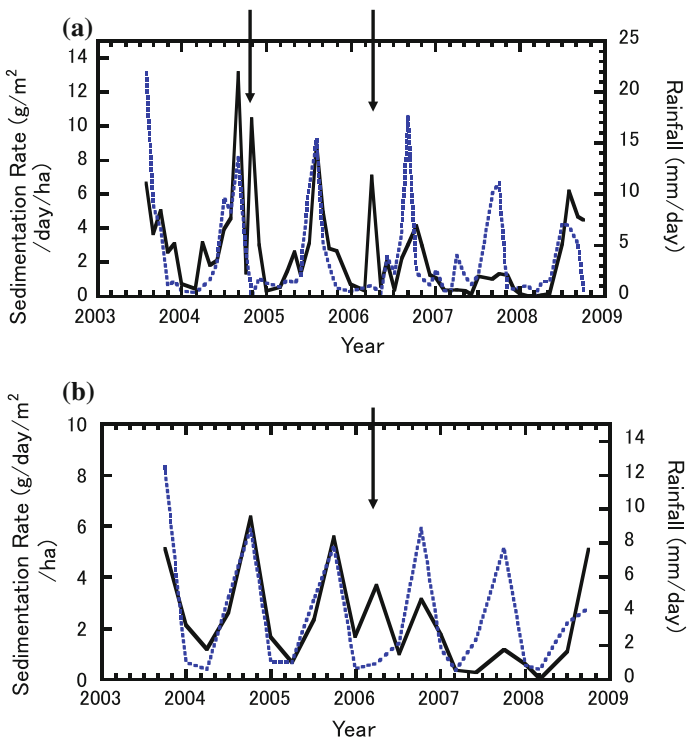 (a)
Sedimentation Rate (g/m²
/day/ha)
14
12
10
8
6
4
2
0
25
20
15
10
5
0
Rainfall (mm/day)
2003 2004 2005 2006 2007 2008 2009
Year
(b)
Sedimentation Rate (g/day/m²
/ha)
10
8
6
4
2
0
14
12
10
8
6
4
2
0
Rainfall (mm/day)
2003 2004 2005 2006 2007 2008 2009
Year